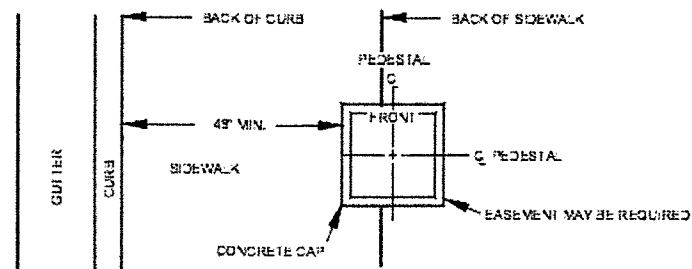 BACK OF CURB
BACK OF SIDEWALK
PEDESTAL
℄
FRONT
48" MIN.
℄ PEDESTAL
SIDEWALK
GUTTER
CURB
EASEMENT MAY BE REQUIRED
CONCRETE CAP